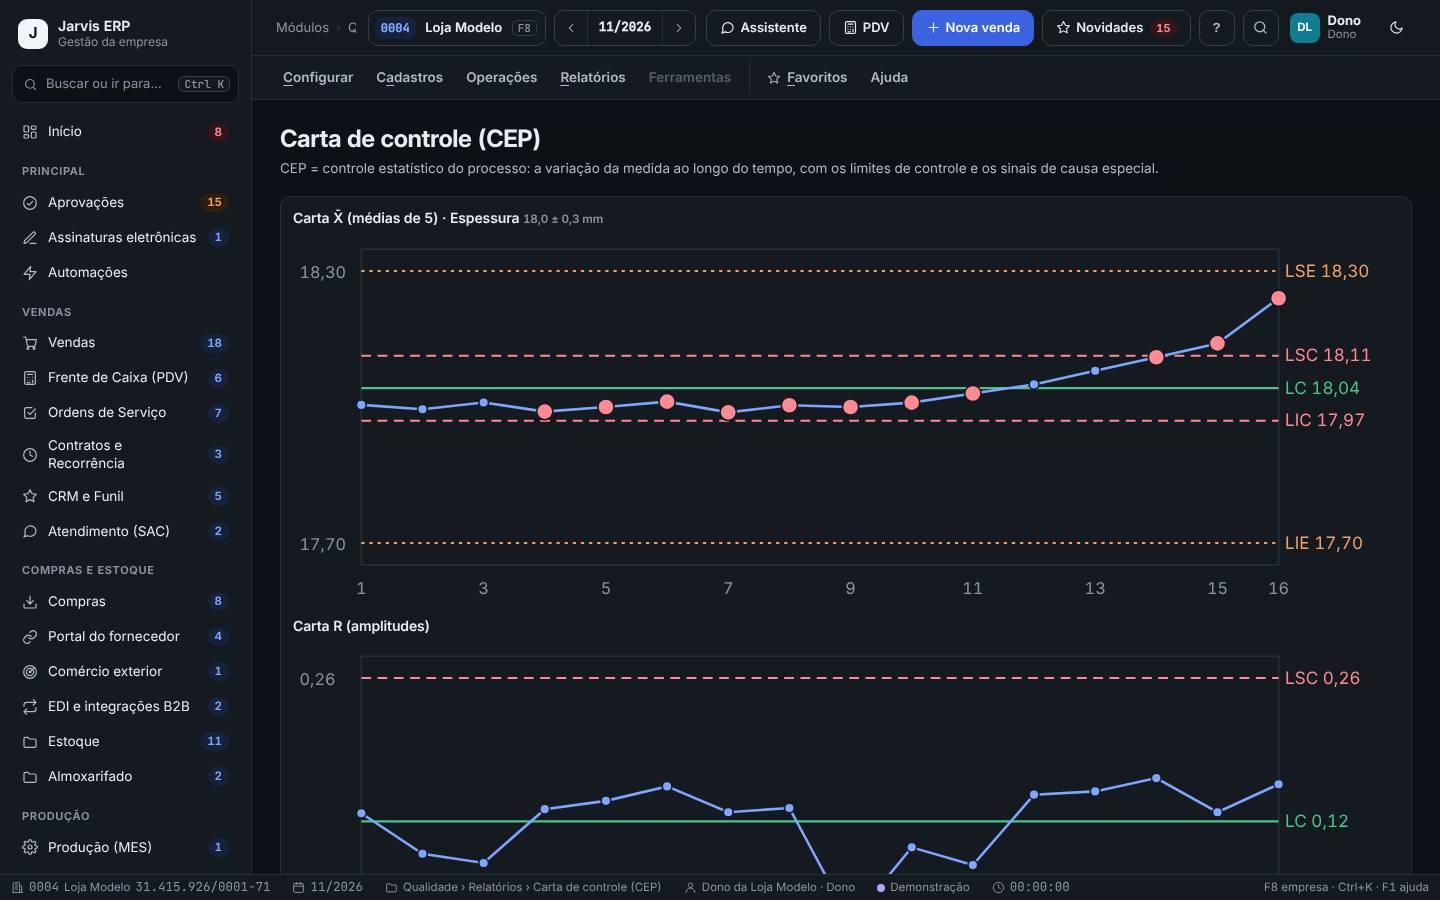 J
Jarvis ERP
Gestão da empresa
Buscar ou ir para... Ctrl K
Início 8
PRINCIPAL
Aprovações 15
Assinaturas eletrônicas 1
Automações
VENDAS
Vendas 18
Frente de Caixa (PDV) 6
Ordens de Serviço 7
Contratos e
Recorrência 3
CRM e Funil 5
Atendimento (SAC) 2
COMPRAS E ESTOQUE
Compras 8
Portal do fornecedor 4
Comércio exterior 1
EDI e integrações B2B 2
Estoque 11
Almoxarifado 2
PRODUÇÃO
Produção (MES) 1
Módulos › 0004 Loja Modelo F8 ‹ 11/2026 › Assistente PDV + Nova venda Novidades 15 ? DL Dono
Dono
Configurar Cadastros Operações Relatórios Ferramentas Favoritos Ajuda
Carta de controle (CEP)
CEP = controle estatístico do processo: a variação da medida ao longo do tempo, com os limites de controle e os sinais de causa especial.
Carta X̄ (médias de 5) · Espessura 18,0 ± 0,3 mm
18,30 LSE 18,30
LSC 18,11
LC 18,04
LIC 17,97
17,70 LIE 17,70
1 3 5 7 9 11 13 15 16
Carta R (amplitudes)
0,26 LSC 0,26
LC 0,12
0004 Loja Modelo 31.415.926/0001-71 11/2026 Qualidade › Relatórios › Carta de controle (CEP) Dono da Loja Modelo · Dono Demonstração 00:00:00 F8 empresa · Ctrl+K · F1 ajuda